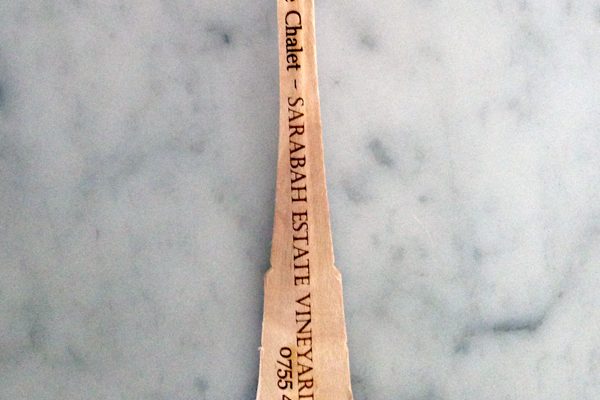 Chalet - SARABAH ESTATE VINEYARD
0755